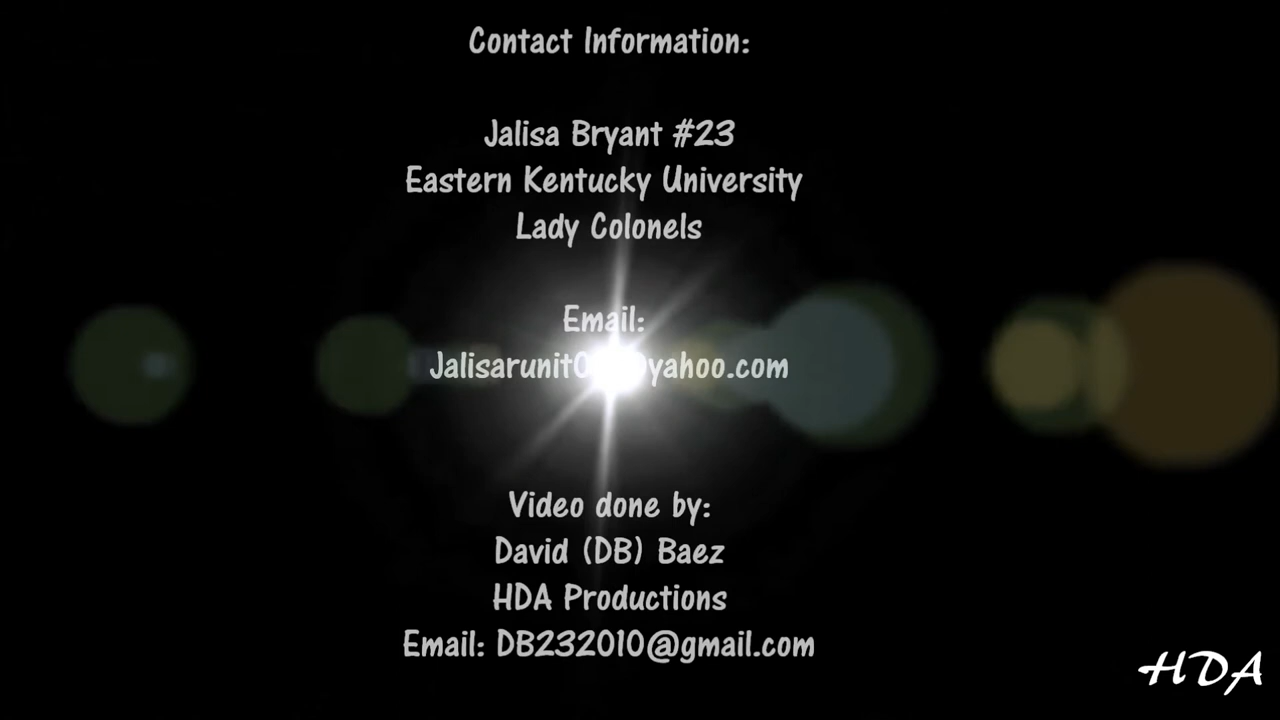 Contact Information:
Jalisa Bryant #23
Eastern Kentucky University
Lady Colonels
Email:
Video done by:
David (DB) Baez
HDA Productions
Email: DB232010@gmail.com
HDA